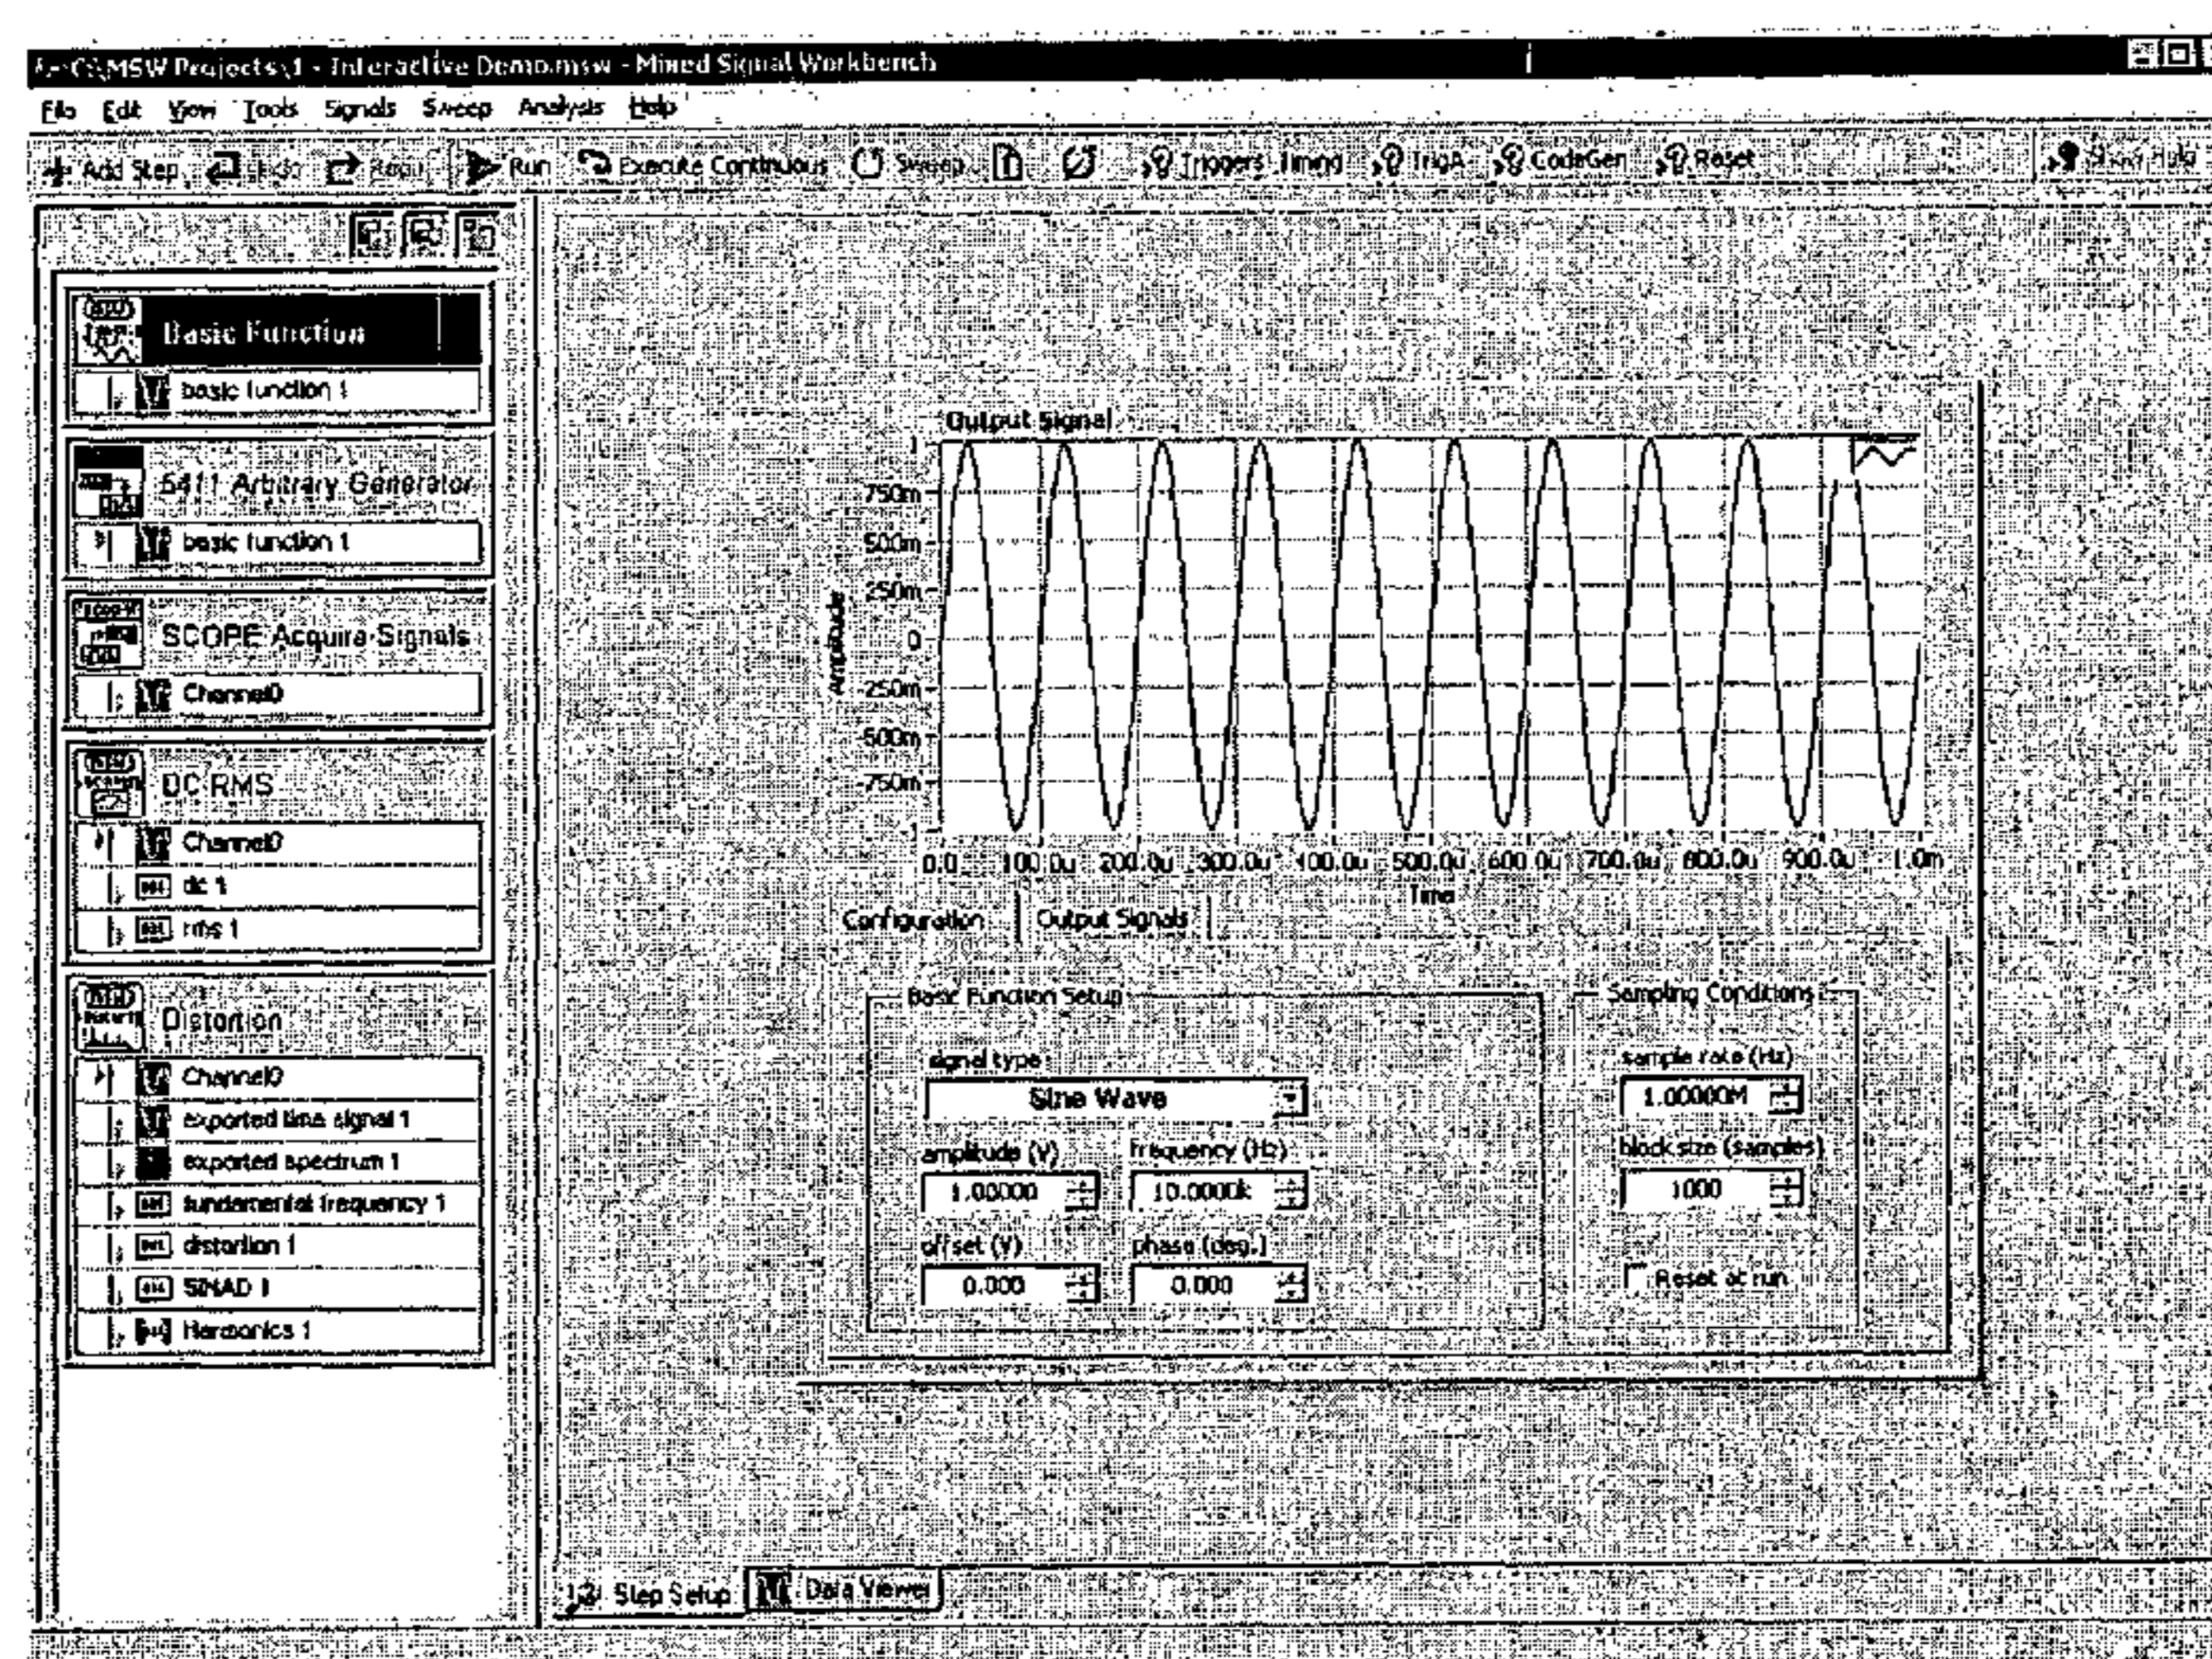 C:\MSW Projects\1 - Interactive Demo.msw - Mixed Signal Workbench
File Edit View Tools Signals Sweep Analysis Help
Add Step Undo Redo Run Execute Continuous Sweep Triggers Timing TrigA CodeGen Reset Show Help
Basic Function
basic function 1
5411 Arbitrary Generator
basic function 1
SCOPE Acquire Signals
Channel0
DC RMS
Channel0
dc 1
rms 1
Distortion
Channel0
exported time signal 1
exported spectrum 1
fundamental frequency 1
distortion 1
SINAD 1
Harmonics 1
Output Signal
1
750m
500m
250m
0
-250m
-500m
-750m
-1
Amplitude
0.0 100.0u 200.0u 300.0u 400.0u 500.0u 600.0u 700.0u 800.0u 900.0u 1.0m
Time
Configuration Output Signals
Basic Function Setup
signal type
Sine Wave
amplitude (V) frequency (Hz)
1.00000 10.0000k
offset (V) phase (deg.)
0.000 0.000
Sampling Conditions
sample rate (Hz)
1.00000M
block size (samples)
1000
Reset at run
Step Setup Data Viewer